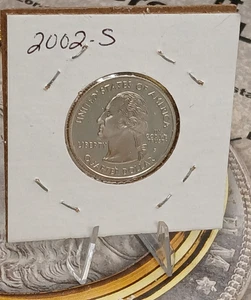 2002-S
UNITED STATES OF AMERICA
LIBERTY
S
QUARTER DOLLAR